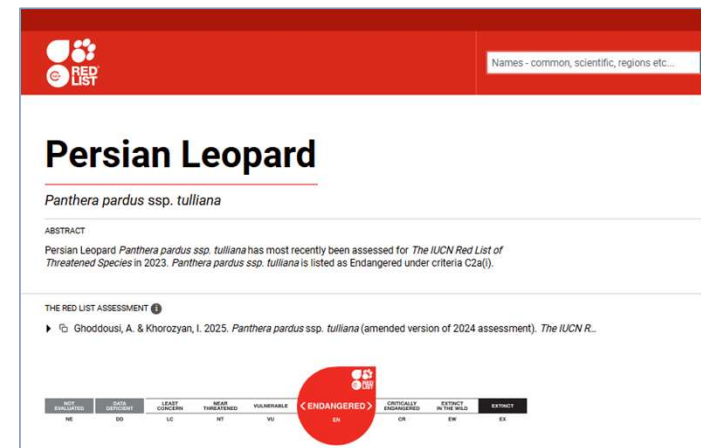 RED
LIST
Names - common, scientific, regions etc...
Persian Leopard
Panthera pardus ssp. tulliana
ABSTRACT
Persian Leopard Panthera pardus ssp. tulliana has most recently been assessed for The IUCN Red List of
Threatened Species in 2023. Panthera pardus ssp. tulliana is listed as Endangered under criteria C2a(i).
THE RED LIST ASSESSMENT i
Ghoddousi, A. & Khorozyan, I. 2025. Panthera pardus ssp. tulliana (amended version of 2024 assessment). The IUCN R...
NOT EVALUATED
DATA DEFICIENT
LEAST CONCERN
NEAR THREATENED
VULNERABLE
< ENDANGERED >
CRITICALLY ENDANGERED
EXTINCT IN THE WILD
EXTINCT
NE DD LC NT VU EN CR EW EX